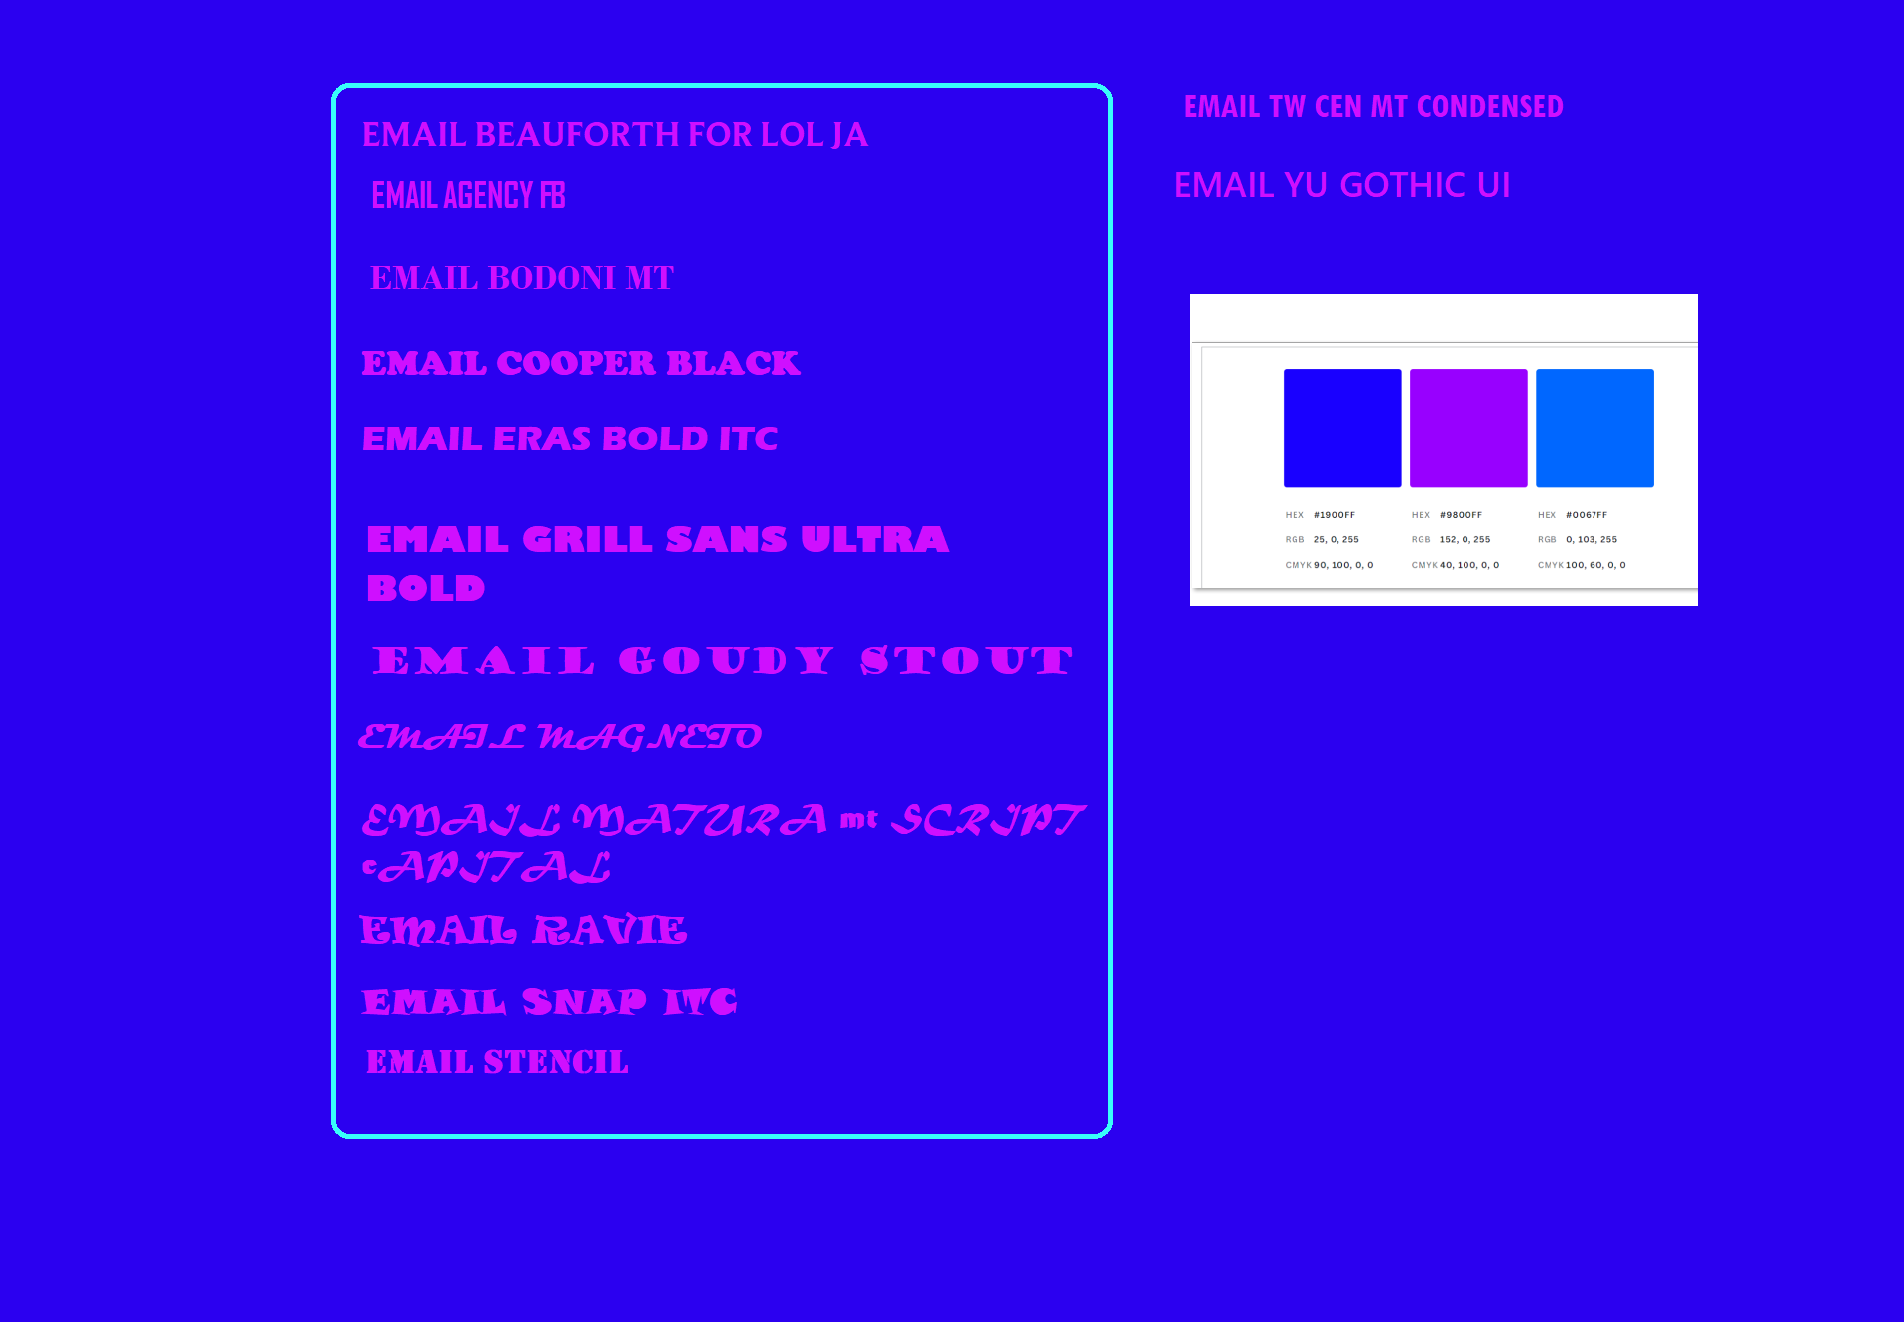 EMAIL BEAUFORTH FOR LOL JA
EMAIL AGENCY FB
EMAIL BODONI MT
EMAIL COOPER BLACK
EMAIL ERAS BOLD ITC
EMAIL GRILL SANS ULTRA
BOLD
EMAIL GOUDY STOUT
EMAIL MAGNETO
EMAIL MATURA mt SCRIPT
cAPITAL
EMAIL RAVIE
EMAIL SNAP ITC
EMAIL STENCIL
EMAIL TW CEN MT CONDENSED
EMAIL YU GOTHIC UI
HEX #1900FF HEX #9800FF HEX #0067FF
RGB 25, 0, 255 RGB 152, 0, 255 RGB 0, 103, 255
CMYK 90, 100, 0, 0 CMYK 40, 100, 0, 0 CMYK 100, 60, 0, 0